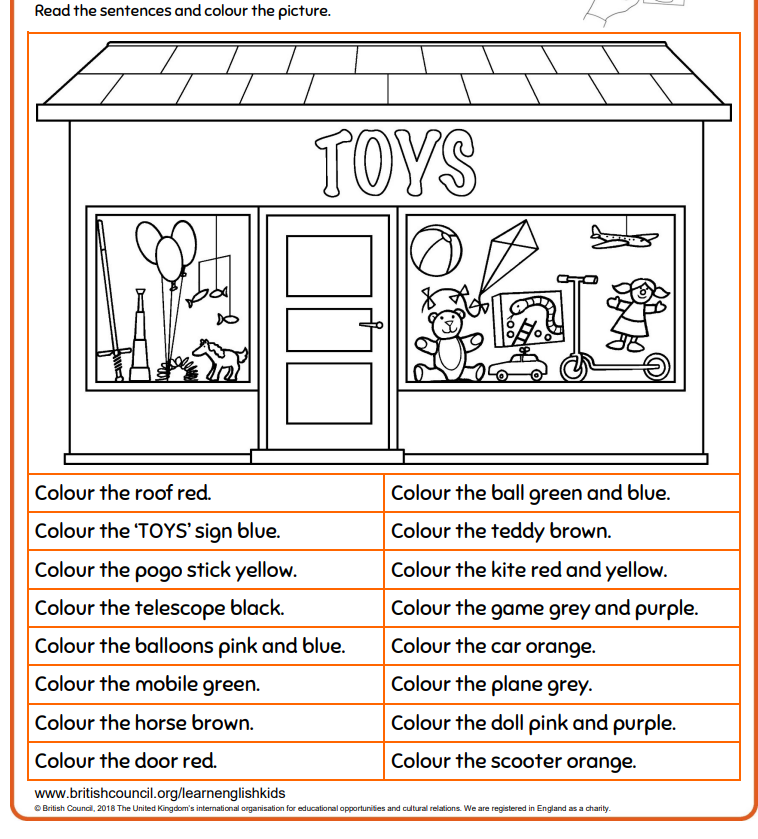 Read the sentences and colour the picture.
TOYS
Colour the roof red.
Colour the ball green and blue.
Colour the ‘TOYS’ sign blue.
Colour the teddy brown.
Colour the pogo stick yellow.
Colour the kite red and yellow.
Colour the telescope black.
Colour the game grey and purple.
Colour the balloons pink and blue.
Colour the car orange.
Colour the mobile green.
Colour the plane grey.
Colour the horse brown.
Colour the doll pink and purple.
Colour the door red.
Colour the scooter orange.
www.britishcouncil.org/learnenglishkids
© British Council, 2018 The United Kingdom’s international organisation for educational opportunities and cultural relations. We are registered in England as a charity.